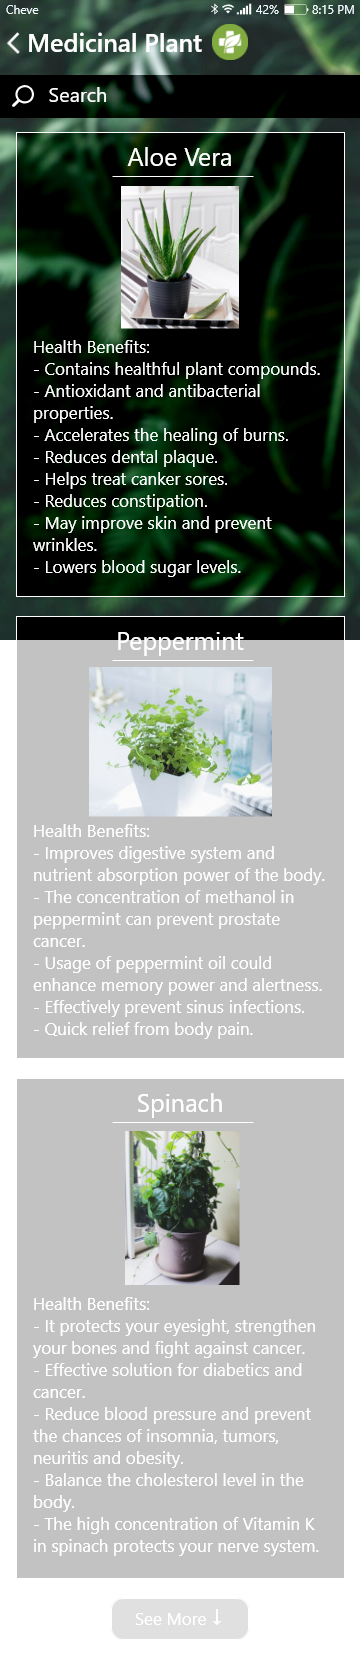 Cheve 42% 8:15 PM
Medicinal Plant
Search
Aloe Vera
Health Benefits:
- Contains healthful plant compounds.
- Antioxidant and antibacterial
properties.
- Accelerates the healing of burns.
- Reduces dental plaque.
- Helps treat canker sores.
- Reduces constipation.
- May improve skin and prevent
wrinkles.
- Lowers blood sugar levels.
Peppermint
Health Benefits:
- Improves digestive system and
nutrient absorption power of the body.
- The concentration of methanol in
peppermint can prevent prostate
cancer.
- Usage of peppermint oil could
enhance memory power and alertness.
- Effectively prevent sinus infections.
- Quick relief from body pain.
Spinach
Health Benefits:
- It protects your eyesight, strengthen
your bones and fight against cancer.
- Effective solution for diabetics and
cancer.
- Reduce blood pressure and prevent
the chances of insomnia, tumors,
neuritis and obesity.
- Balance the cholesterol level in the
body.
- The high concentration of Vitamin K
in spinach protects your nerve system.
See More ↓